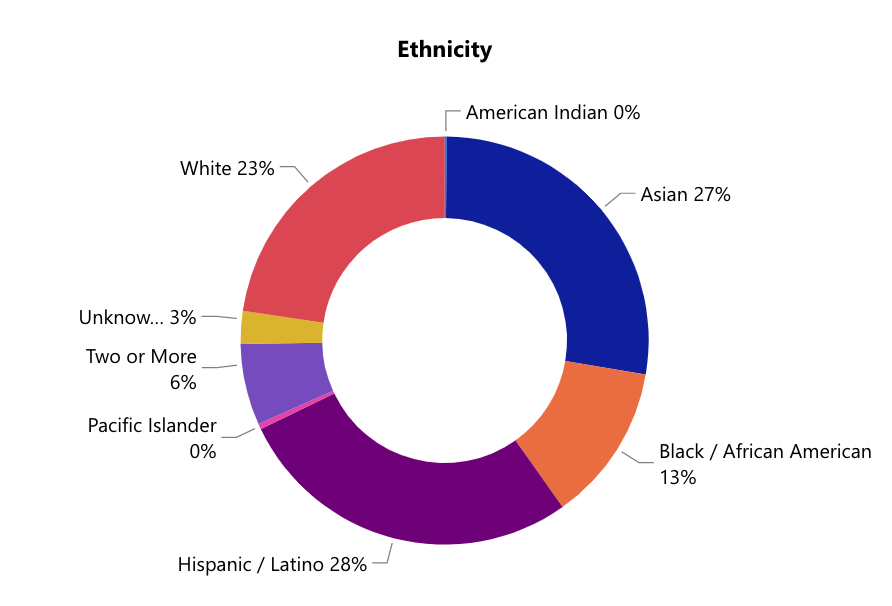 Ethnicity
American Indian 0%
White 23%
Asian 27%
Unknow... 3%
Two or More
6%
Pacific Islander
0%
Black / African American
13%
Hispanic / Latino 28%